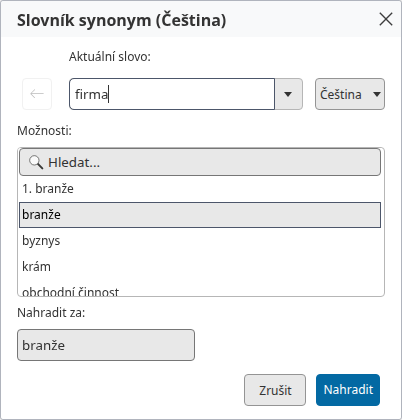 Slovník synonym (Čeština)
Aktuální slovo:
firma
Čeština
Možnosti:
Hledat...
1. branže
branže
byznys
krám
obchodní činnost
Nahradit za:
branže
Zrušit
Nahradit